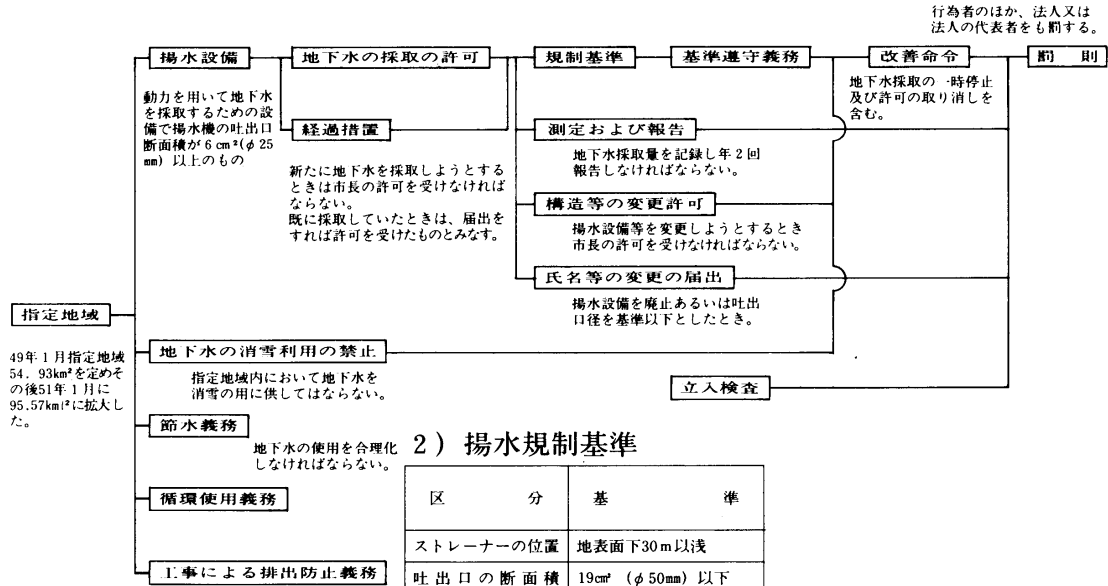 行為者のほか、法人又は
法人の代表者をも罰する。
揚水設備
地下水の採取の許可
規制基準
基準遵守義務
改善命令
罰　則
動力を用いて地下水
を採取するための設
備で揚水機の吐出口
断面積が6cm²(φ25
mm)以上のもの
経過措置
新たに地下水を採取しようとする
ときは市長の許可を受けなければ
ならない。
既に採取していたときは、届出を
すれば許可を受けたものとみなす。
地下水採取の一時停止
及び許可の取り消しを
含む。
測定および報告
地下水採取量を記録し年2回
報告しなければならない。
構造等の変更許可
揚水設備等を変更しようとするとき
市長の許可を受けなければならない。
氏名等の変更の届出
揚水設備を廃止あるいは吐出
口径を基準以下としたとき。
指定地域
49年1月指定地域
54.93km²を定めそ
の後51年1月に
95.57km²に拡大し
た。
地下水の消雪利用の禁止
指定地域内において地下水を
消雪の用に供してはならない。
立入検査
節水義務
地下水の使用を合理化
しなければならない。
循環使用義務
工事による排出防止義務
2）揚水規制基準
区　分　基　準
ストレーナーの位置　地表面下30m以浅
吐出口の断面積　19cm²（φ50mm）以下